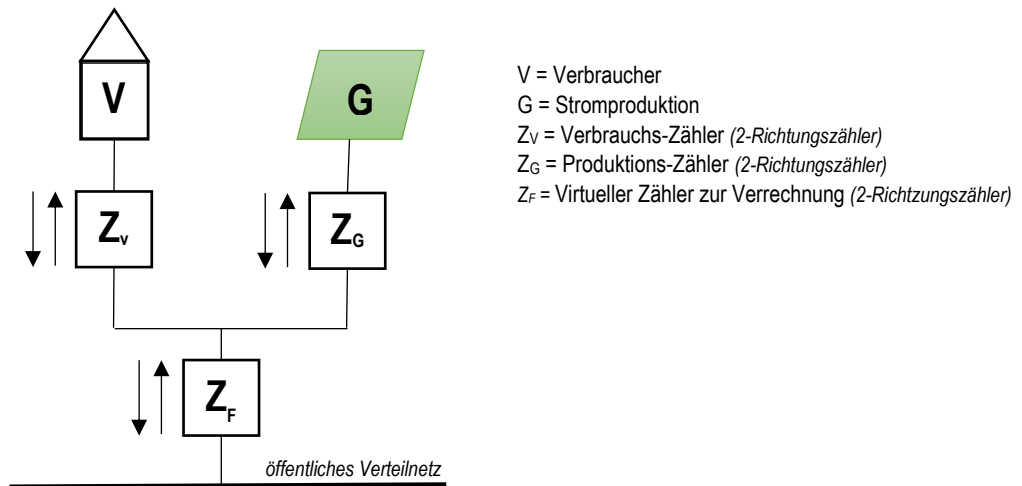 V
G
Zv
ZG
ZF
öffentliches Verteilnetz
V = Verbraucher
G = Stromproduktion
ZV = Verbrauchs-Zähler (2-Richtungszähler)
ZG = Produktions-Zähler (2-Richtungszähler)
ZF = Virtueller Zähler zur Verrechnung (2-Richtzungszähler)